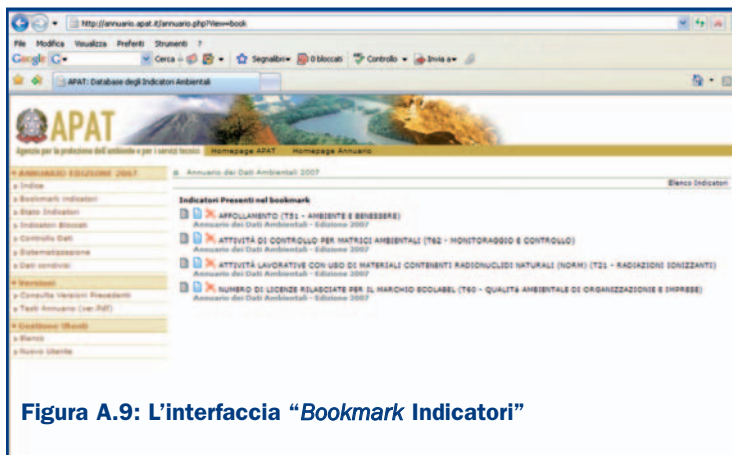 http://annuario.apat.it/annuario.php?View=book
File Modifica Visualizza Preferiti Strumenti ?
Google G Cerca Segnalibri 0 bloccati Controllo Invia a
APAT: Database degli Indicatori Ambientali
APAT
Agenzia per la protezione dell'ambiente e per i servizi tecnici Homepage APAT Homepage Annuario
ANNUARIO EDIZIONE 2007
Indice
Bookmark indicatori
Stato Indicatori
Indicatori Bloccati
Controllo Dati
Sistematizzazione
Dati condivisi
Versioni
Consulta Versioni Precedenti
Testi Annuario (ver.Pdf)
Gestione Utenti
Elenco
Nuovo Utente
Annuario dei Dati Ambientali 2007
Elenco Indicatori
Indicatori Presenti nel bookmark
AFFOLLAMENTO (T51 - AMBIENTE E BENESSERE)
Annuario dei Dati Ambientali - Edizione 2007
ATTIVITÀ DI CONTROLLO PER MATRICI AMBIENTALI (T62 - MONITORAGGIO E CONTROLLO)
Annuario dei Dati Ambientali - Edizione 2007
ATTIVITÀ LAVORATIVE CON USO DI MATERIALI CONTENENTI RADIONUCLIDI NATURALI (NORM) (T21 - RADIAZIONI IONIZZANTI)
Annuario dei Dati Ambientali - Edizione 2007
NUMERO DI LICENZE RILASCIATE PER IL MARCHIO ECOLABEL (T60 - QUALITÀ AMBIENTALE DI ORGANIZZAZIONIE E IMPRESE)
Annuario dei Dati Ambientali - Edizione 2007
Figura A.9: L'interfaccia “Bookmark Indicatori”